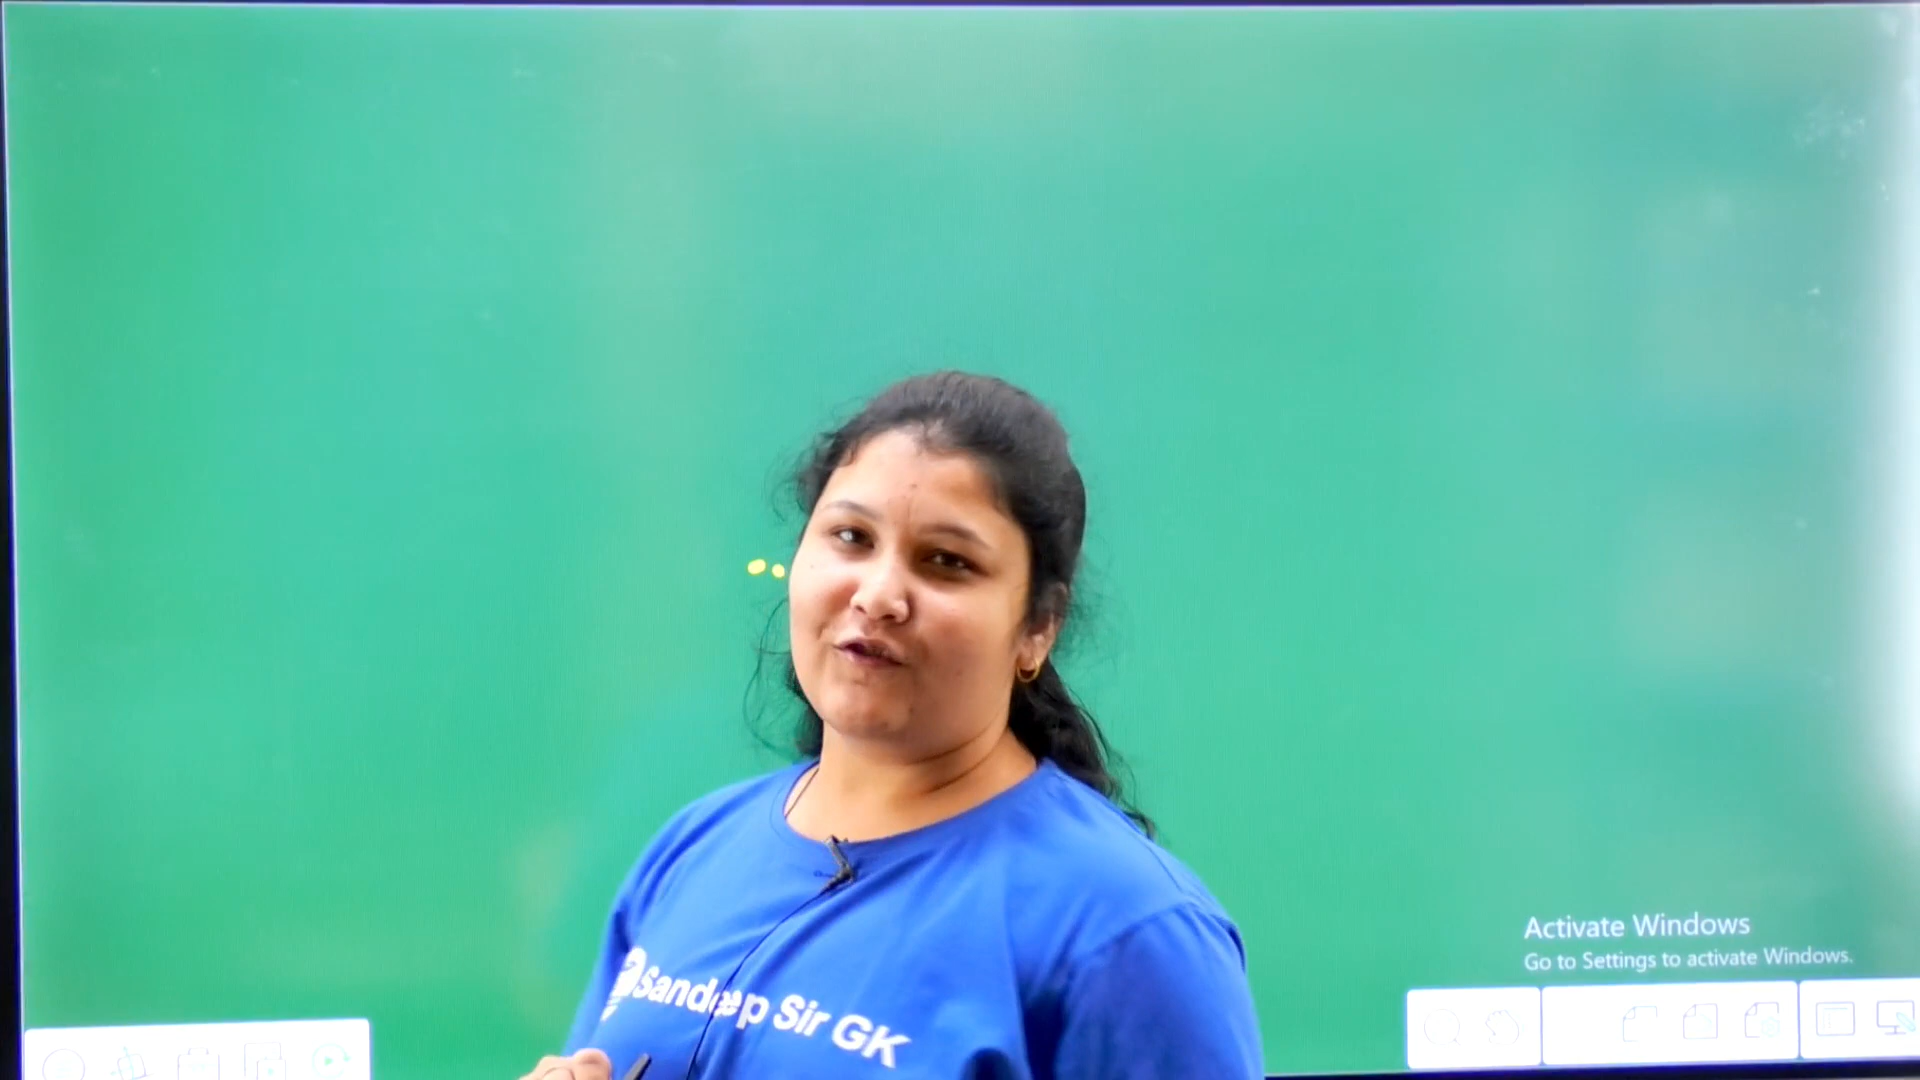 Activate Windows
Go to Settings to activate Windows.
Sandeep Sir GK